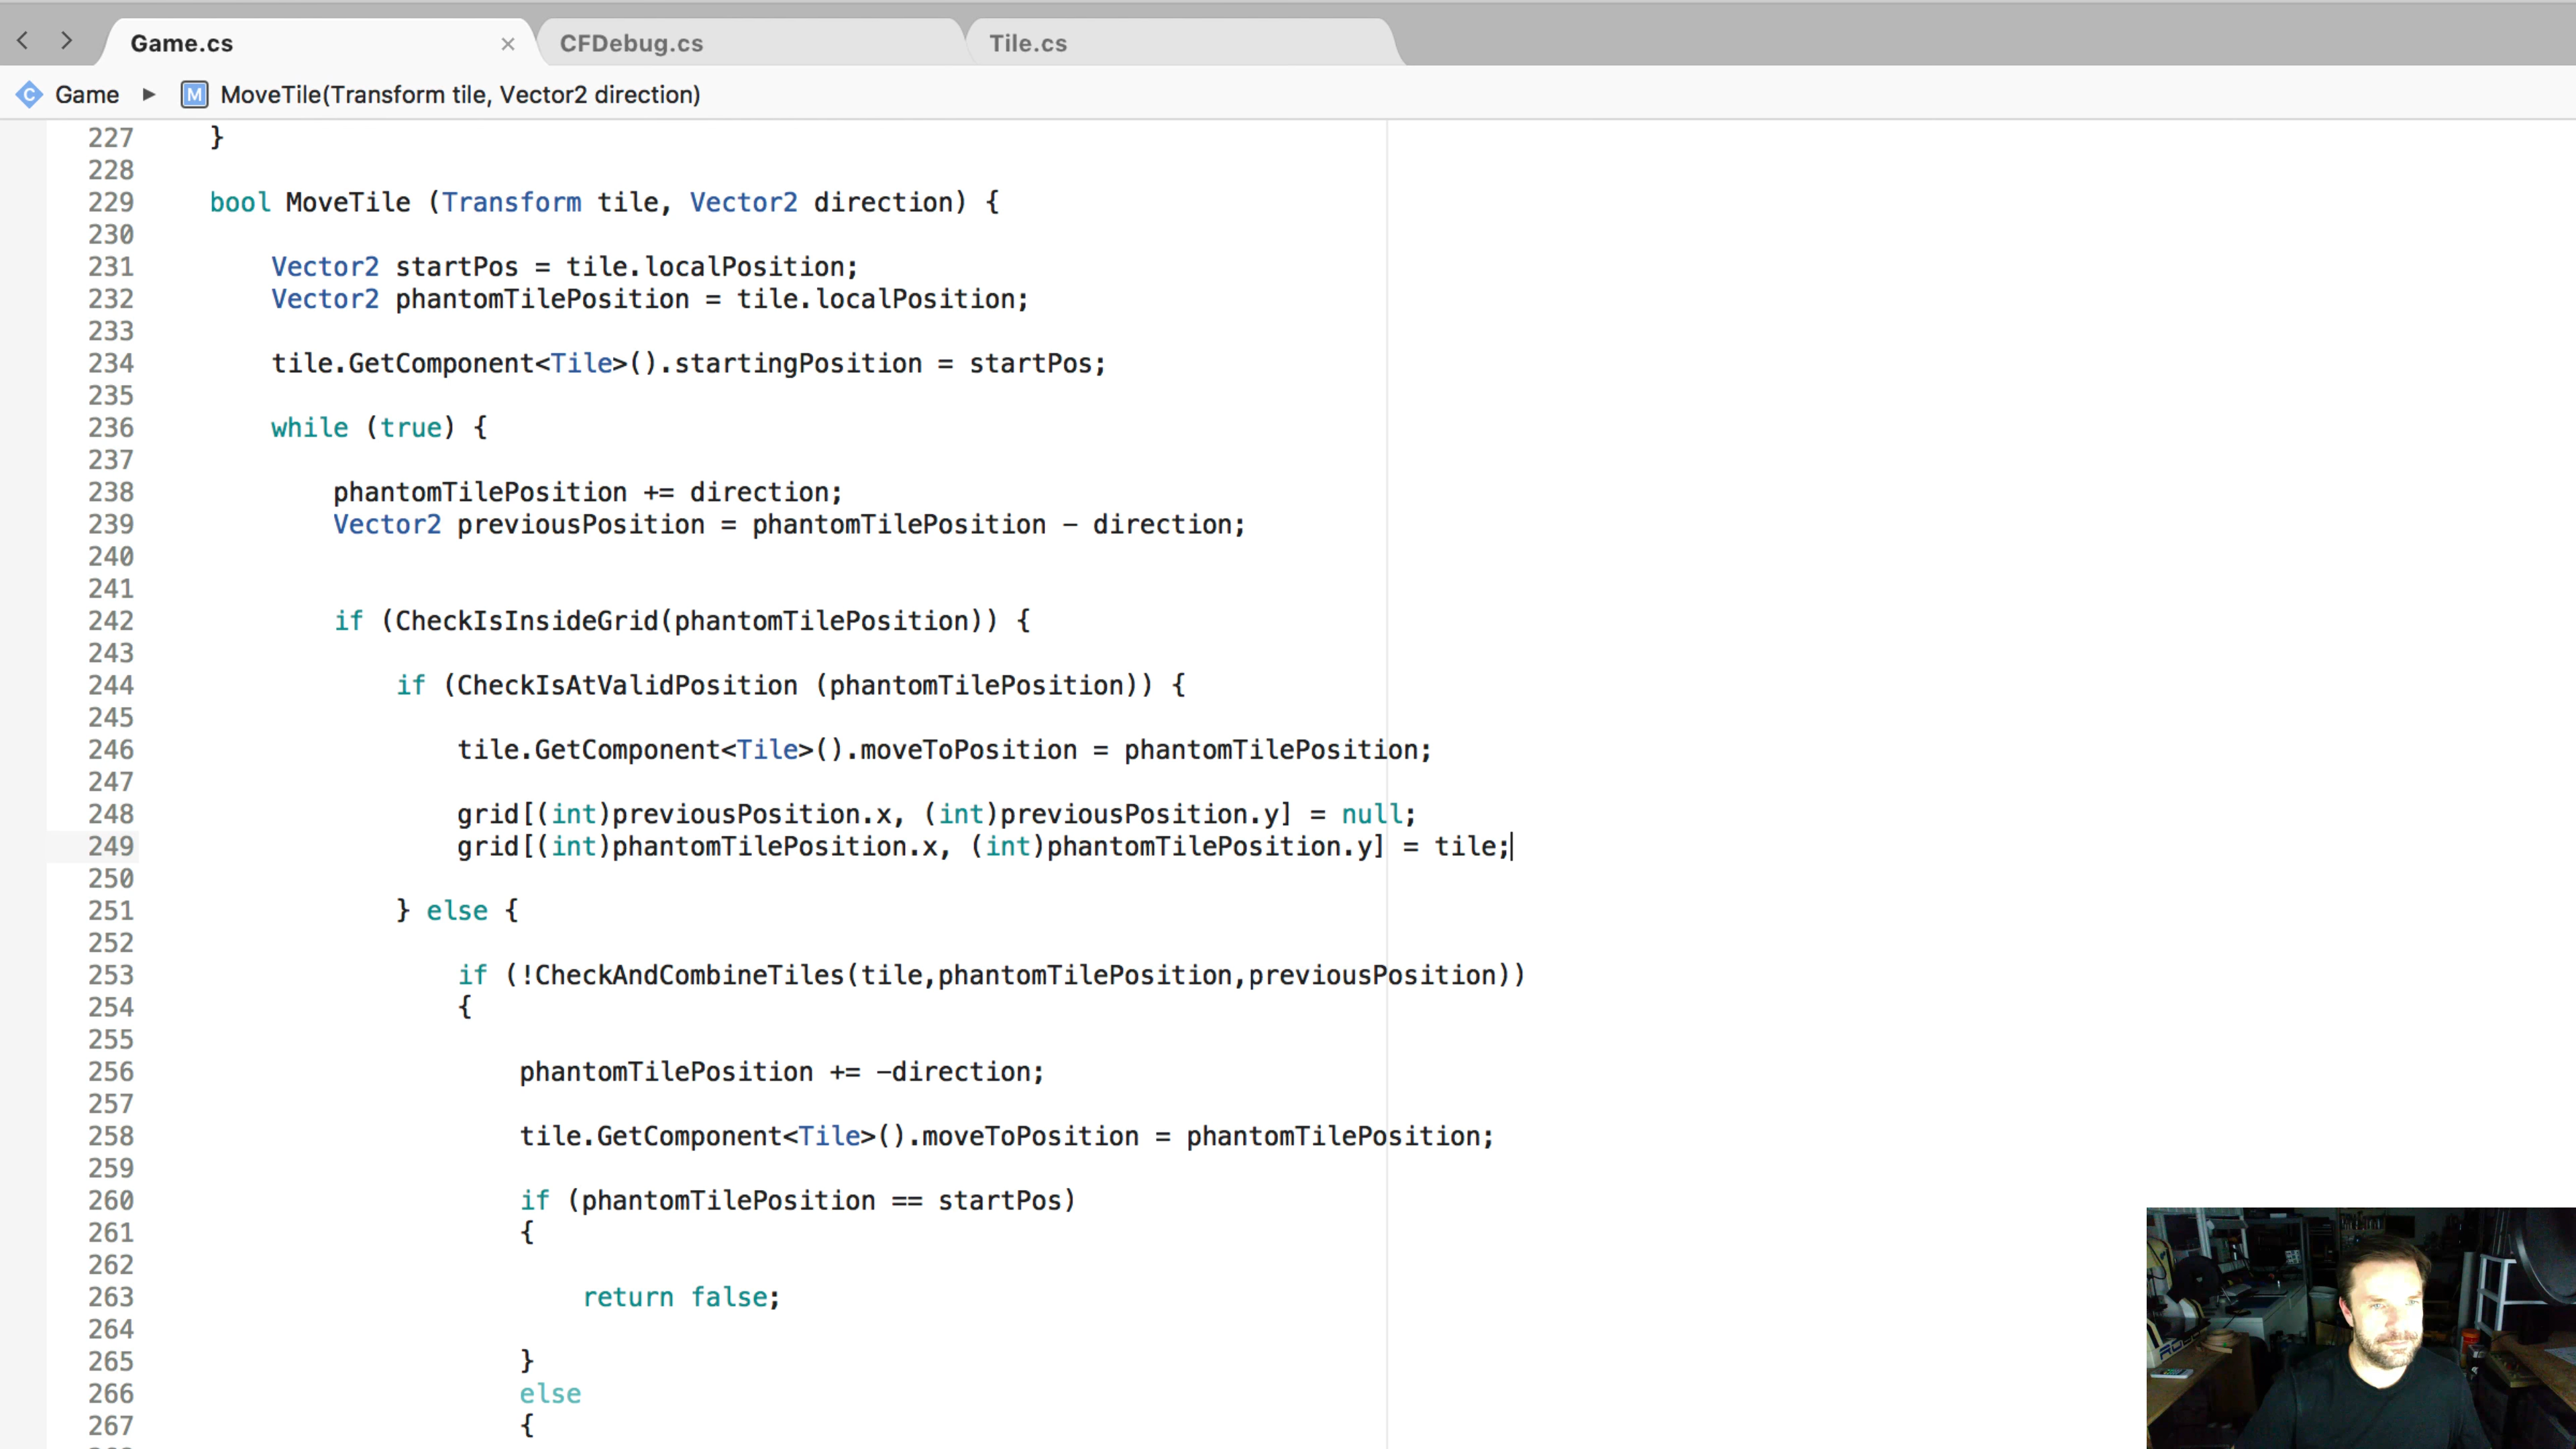 Game.cs × CFDebug.cs Tile.cs
C Game ▶ M MoveTile(Transform tile, Vector2 direction)
227 }
228
229 bool MoveTile (Transform tile, Vector2 direction) {
230
231 Vector2 startPos = tile.localPosition;
232 Vector2 phantomTilePosition = tile.localPosition;
233
234 tile.GetComponent<Tile>().startingPosition = startPos;
235
236 while (true) {
237
238 phantomTilePosition += direction;
239 Vector2 previousPosition = phantomTilePosition - direction;
240
241
242 if (CheckIsInsideGrid(phantomTilePosition)) {
243
244 if (CheckIsAtValidPosition (phantomTilePosition)) {
245
246 tile.GetComponent<Tile>().moveToPosition = phantomTilePosition;
247
248 grid[(int)previousPosition.x, (int)previousPosition.y] = null;
249 grid[(int)phantomTilePosition.x, (int)phantomTilePosition.y] = tile;
250
251 } else {
252
253 if (!CheckAndCombineTiles(tile,phantomTilePosition,previousPosition))
254 {
255
256 phantomTilePosition += -direction;
257
258 tile.GetComponent<Tile>().moveToPosition = phantomTilePosition;
259
260 if (phantomTilePosition == startPos)
261 {
262
263 return false;
264
265 }
266 else
267 {